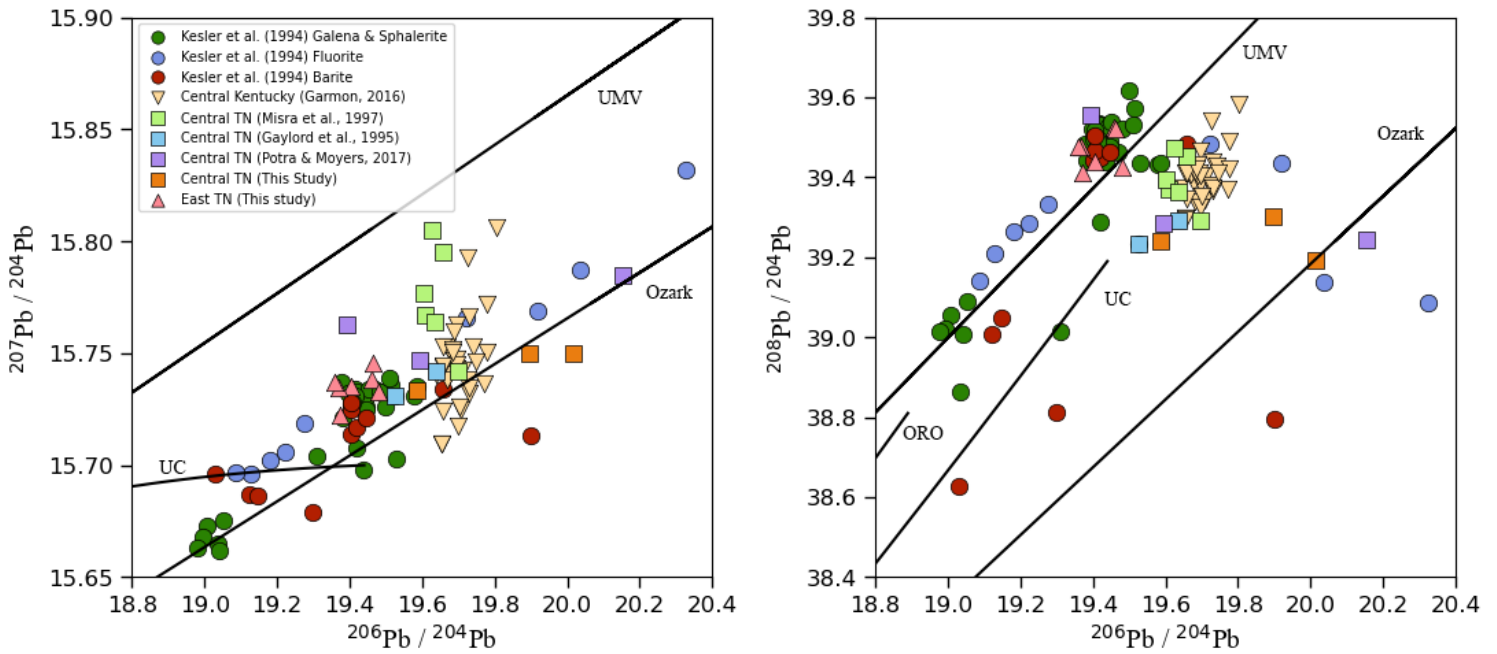 15.90
15.85
15.80
15.75
15.70
15.65
207Pb / 204Pb
Kesler et al. (1994) Galena & Sphalerite
Kesler et al. (1994) Fluorite
Kesler et al. (1994) Barite
Central Kentucky (Garmon, 2016)
Central TN (Misra et al., 1997)
Central TN (Gaylord et al., 1995)
Central TN (Potra & Moyers, 2017)
Central TN (This Study)
East TN (This study)
UMV
Ozark
UC
18.8 19.0 19.2 19.4 19.6 19.8 20.0 20.2 20.4
206Pb / 204Pb
39.8
39.6
39.4
39.2
39.0
38.8
38.6
38.4
208Pb / 204Pb
UMV
Ozark
UC
ORO
18.8 19.0 19.2 19.4 19.6 19.8 20.0 20.2 20.4
206Pb / 204Pb